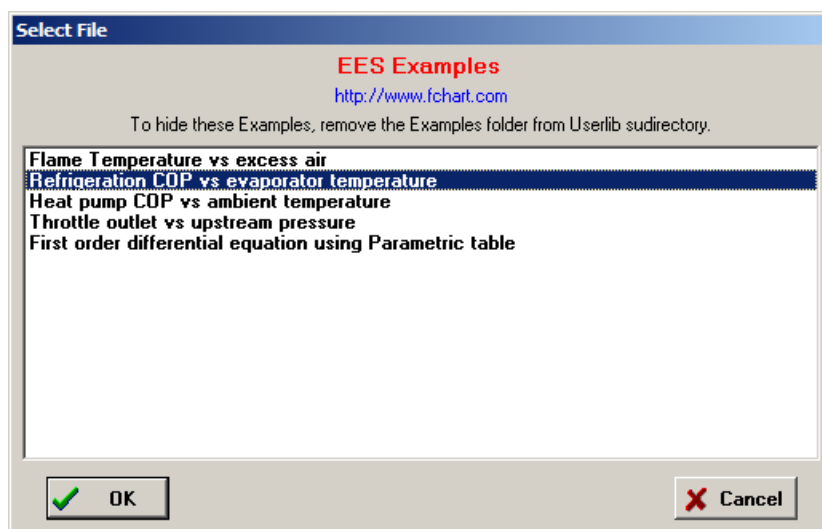 Select File
EES Examples
http://www.fchart.com
To hide these Examples, remove the Examples folder from Userlib sudirectory.
Flame Temperature vs excess air
Refrigeration COP vs evaporator temperature
Heat pump COP vs ambient temperature
Throttle outlet vs upstream pressure
First order differential equation using Parametric table
OK
Cancel